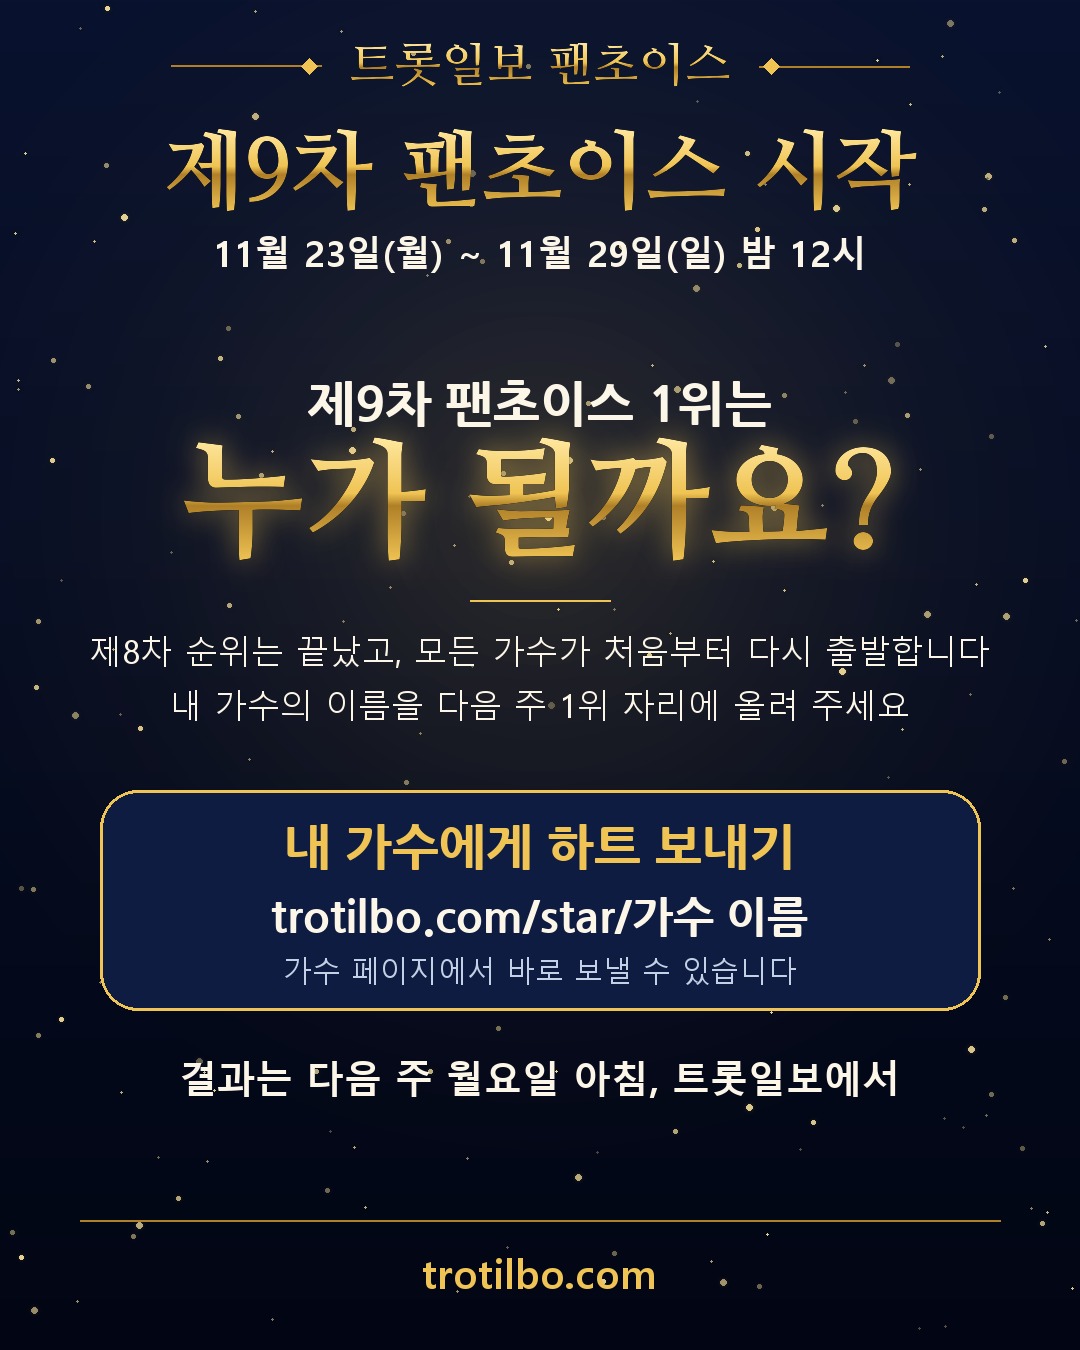 트롯일보 팬초이스
제9차 팬초이스 시작
11월 23일(월) ~ 11월 29일(일) 밤 12시
제9차 팬초이스 1위는
누가 될까요?
제8차 순위는 끝났고, 모든 가수가 처음부터 다시 출발합니다
내 가수의 이름을 다음 주 1위 자리에 올려 주세요
내 가수에게 하트 보내기
trotilbo.com/star/가수 이름
가수 페이지에서 바로 보낼 수 있습니다
결과는 다음 주 월요일 아침, 트롯일보에서
trotilbo.com